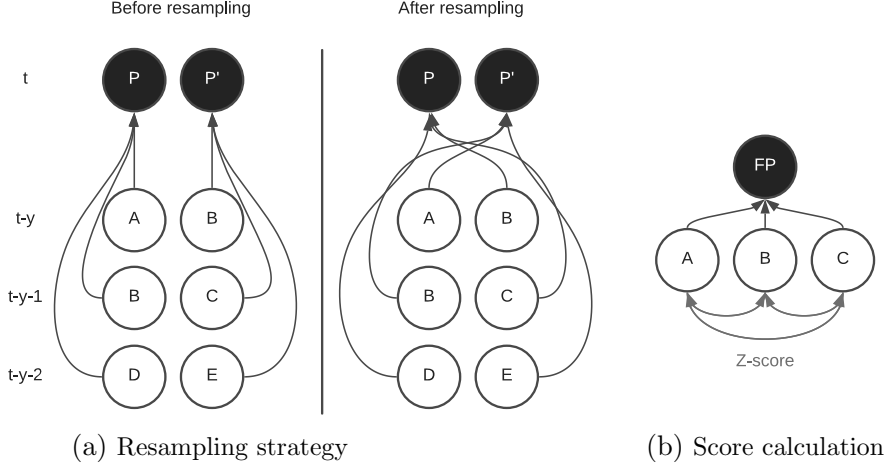 Before resampling
After resampling
t
P
P'
P
P'
FP
t-y
A
B
A
B
A
B
C
t-y-1
B
C
B
C
Z-score
t-y-2
D
E
D
E
(a) Resampling strategy
(b) Score calculation